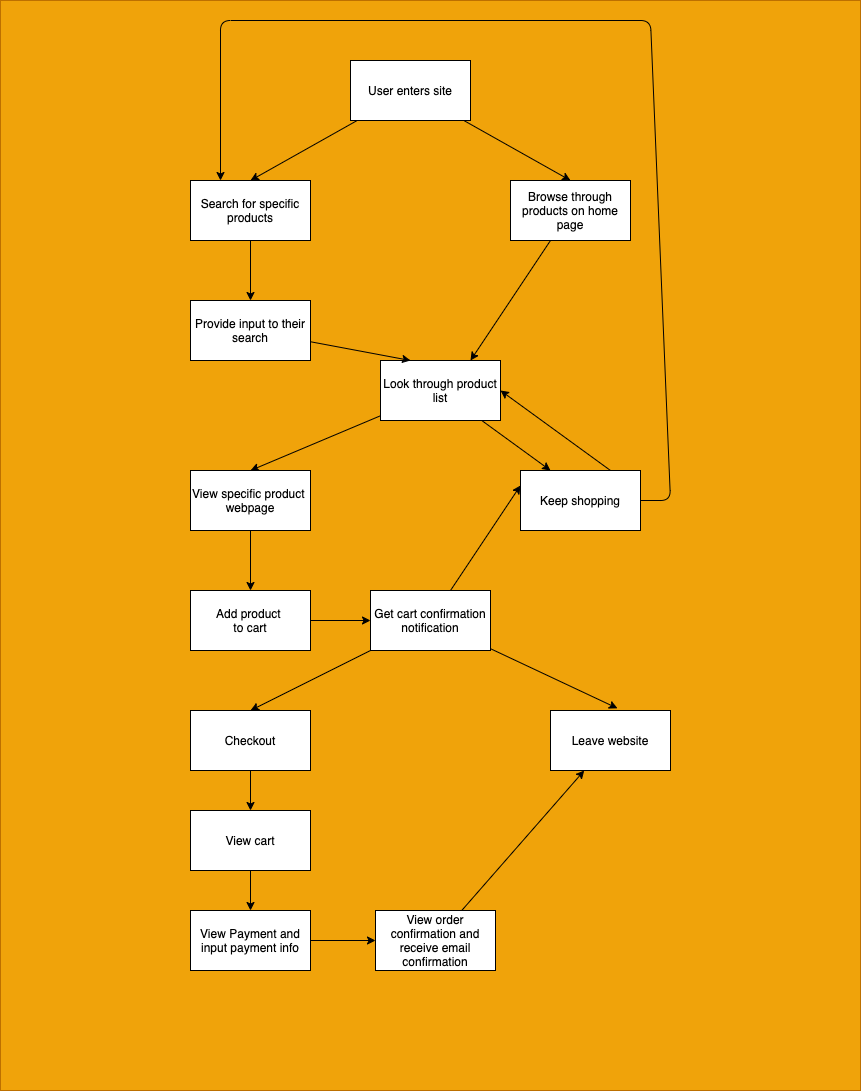 User enters site
Search for specific
products
Browse through
products on home
page
Provide input to their
search
Look through product
list
View specific product
webpage
Keep shopping
Add product
to cart
Get cart confirmation
notification
Checkout
Leave website
View cart
View Payment and
input payment info
View order
confirmation and
receive email
confirmation